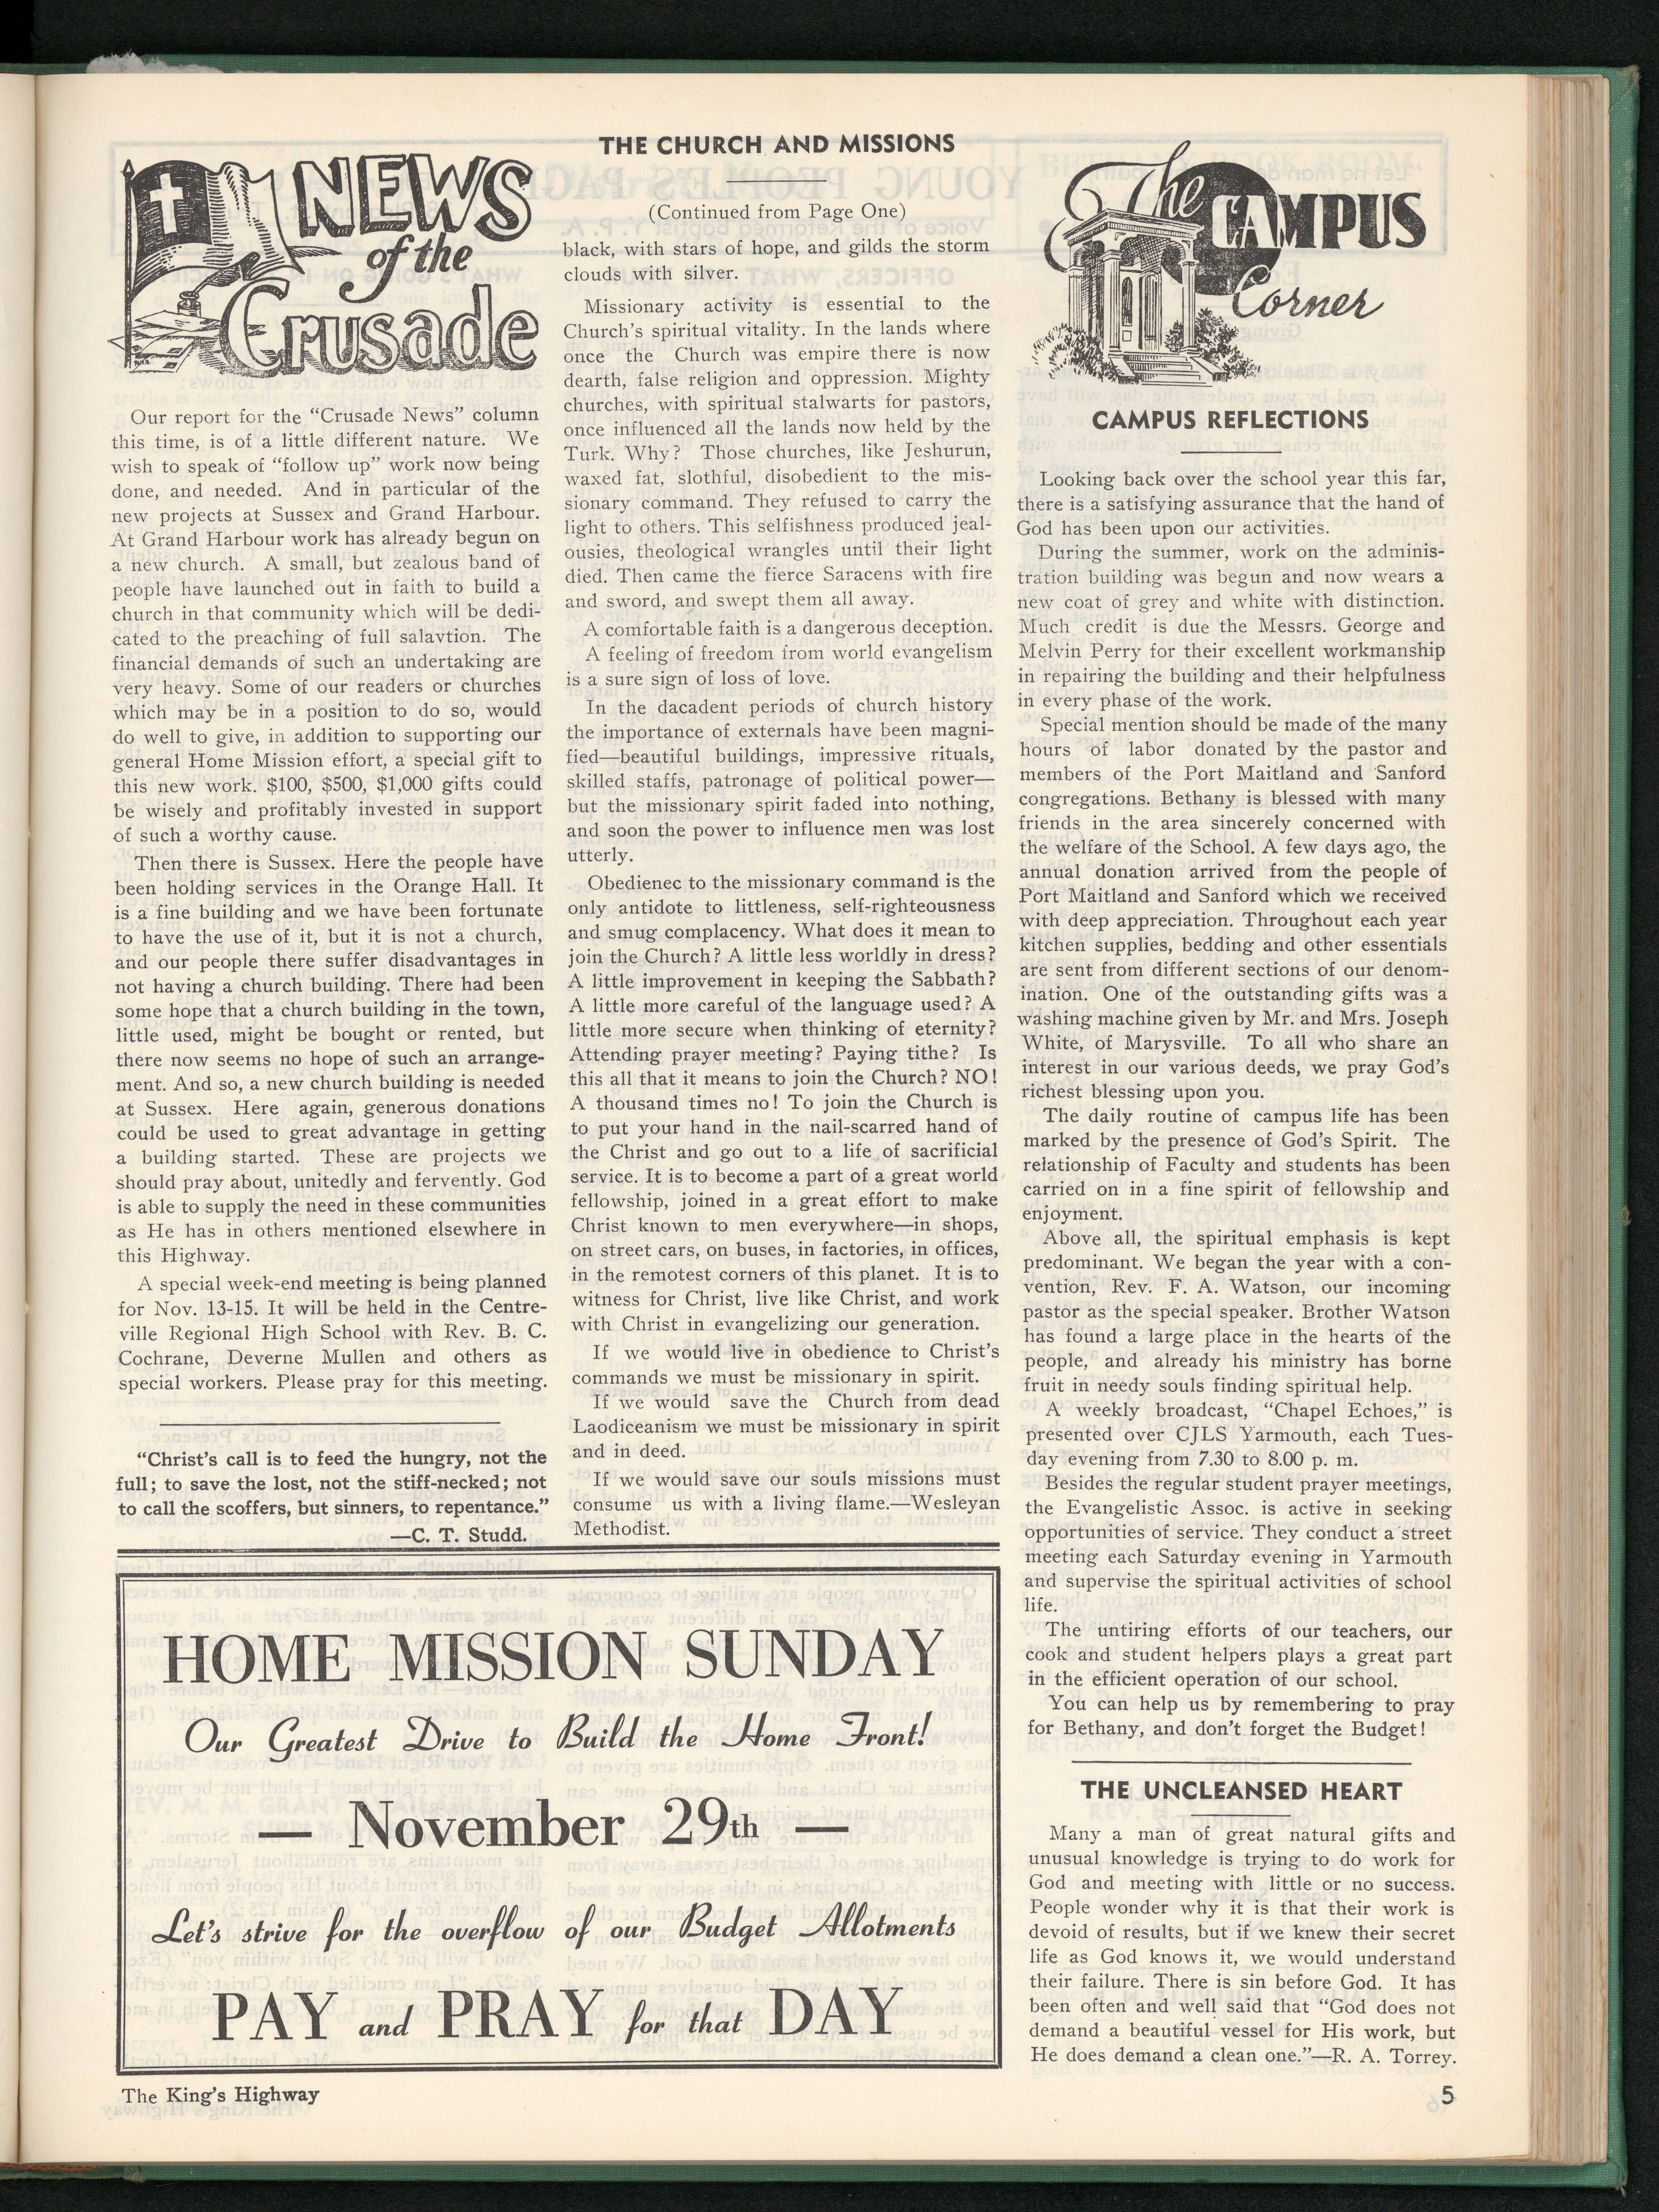 NEWS
of the
Crusade
Our report for the “Crusade News” column
this time, is of a little different nature. We
wish to speak of “follow up” work now being
done, and needed. And in particular of the
new projects at Sussex and Grand Harbour.
At Grand Harbour work has already begun on
a new church. A small, but zealous band of
people have launched out in faith to build a
church in that community which will be dedi-
cated to the preaching of full salavtion. The
financial demands of such an undertaking are
very heavy. Some of our readers or churches
which may be in a position to do so, would
do well to give, in addition to supporting our
general Home Mission effort, a special gift to
this new work. $100, $500, $1,000 gifts could
be wisely and profitably invested in support
of such a worthy cause.
Then there is Sussex. Here the people have
been holding services in the Orange Hall. It
is a fine building and we have been fortunate
to have the use of it, but it is not a church,
and our people there suffer disadvantages in
not having a church building. There had been
some hope that a church building in the town,
little used, might be bought or rented, but
there now seems no hope of such an arrange-
ment. And so, a new church building is needed
at Sussex. Here again, generous donations
could be used to great advantage in getting
a building started. These are projects we
should pray about, unitedly and fervently. God
is able to supply the need in these communities
as He has in others mentioned elsewhere in
this Highway.
A special week-end meeting is being planned
for Nov. 13-15. It will be held in the Centre-
ville Regional High School with Rev. B. C.
Cochrane, Deverne Mullen and others as
special workers. Please pray for this meeting.
“Christ’s call is to feed the hungry, not the
full; to save the lost, not the stiff-necked; not
to call the scoffers, but sinners, to repentance.”
—C. T. Studd.
THE CHURCH AND MISSIONS
(Continued from Page One)
black, with stars of hope, and gilds the storm
clouds with silver.
Missionary activity is essential to the
Church’s spiritual vitality. In the lands where
once the Church was empire there is now
dearth, false religion and oppression. Mighty
churches, with spiritual stalwarts for pastors,
once influenced all the lands now held by the
Turk. Why? Those churches, like Jeshurun,
waxed fat, slothful, disobedient to the mis-
sionary command. They refused to carry the
light to others. This selfishness produced jeal-
ousies, theological wrangles until their light
died. Then came the fierce Saracens with fire
and sword, and swept them all away.
A comfortable faith is a dangerous deception.
A feeling of freedom from world evangelism
is a sure sign of loss of love.
In the dacadent periods of church history
the importance of externals have been magni-
fied—beautiful buildings, impressive rituals,
skilled staffs, patronage of political power—
but the missionary spirit faded into nothing,
and soon the power to influence men was lost
utterly.
Obedienec to the missionary command is the
only antidote to littleness, self-righteousness
and smug complacency. What does it mean to
join the Church? A little less worldly in dress?
A little improvement in keeping the Sabbath?
A little more careful of the language used? A
little more secure when thinking of eternity?
Attending prayer meeting? Paying tithe? Is
this all that it means to join the Church? NO!
A thousand times no! To join the Church is
to put your hand in the nail-scarred hand of
the Christ and go out to a life of sacrificial
service. It is to become a part of a great world
fellowship, joined in a great effort to make
Christ known to men everywhere—in shops,
on street cars, on buses, in factories, in offices,
in the remotest corners of this planet. It is to
witness for Christ, live like Christ, and work
with Christ in evangelizing our generation.
If we would live in obedience to Christ’s
commands we must be missionary in spirit.
If we would save the Church from dead
Laodiceanism we must be missionary in spirit
and in deed.
If we would save our souls missions must
consume us with a living flame.—Wesleyan
Methodist.
HOME MISSION SUNDAY
Our Greatest Drive to Build the Home Front!
— November 29th —
Let’s strive for the overflow of our Budget Allotments
PAY and PRAY for that DAY
The CAMPUS
Corner
CAMPUS REFLECTIONS
Looking back over the school year this far,
there is a satisfying assurance that the hand of
God has been upon our activities.
During the summer, work on the adminis-
tration building was begun and now wears a
new coat of grey and white with distinction.
Much credit is due the Messrs. George and
Melvin Perry for their excellent workmanship
in repairing the building and their helpfulness
in every phase of the work.
Special mention should be made of the many
hours of labor donated by the pastor and
members of the Port Maitland and Sanford
congregations. Bethany is blessed with many
friends in the area sincerely concerned with
the welfare of the School. A few days ago, the
annual donation arrived from the people of
Port Maitland and Sanford which we received
with deep appreciation. Throughout each year
kitchen supplies, bedding and other essentials
are sent from different sections of our denom-
ination. One of the outstanding gifts was a
washing machine given by Mr. and Mrs. Joseph
White, of Marysville. To all who share an
interest in our various deeds, we pray God’s
richest blessing upon you.
The daily routine of campus life has been
marked by the presence of God’s Spirit. The
relationship of Faculty and students has been
carried on in a fine spirit of fellowship and
enjoyment.
Above all, the spiritual emphasis is kept
predominant. We began the year with a con-
vention, Rev. F. A. Watson, our incoming
pastor as the special speaker. Brother Watson
has found a large place in the hearts of the
people, and already his ministry has borne
fruit in needy souls finding spiritual help.
A weekly broadcast, “Chapel Echoes,” is
presented over CJLS Yarmouth, each Tues-
day evening from 7.30 to 8.00 p. m.
Besides the regular student prayer meetings,
the Evangelistic Assoc. is active in seeking
opportunities of service. They conduct a street
meeting each Saturday evening in Yarmouth
and supervise the spiritual activities of school
life.
The untiring efforts of our teachers, our
cook and student helpers plays a great part
in the efficient operation of our school.
You can help us by remembering to pray
for Bethany, and don’t forget the Budget!
THE UNCLEANSED HEART
Many a man of great natural gifts and
unusual knowledge is trying to do work for
God and meeting with little or no success.
People wonder why it is that their work is
devoid of results, but if we knew their secret
life as God knows it, we would understand
their failure. There is sin before God. It has
been often and well said that “God does not
demand a beautiful vessel for His work, but
He does demand a clean one.”—R. A. Torrey.
The King’s Highway
5